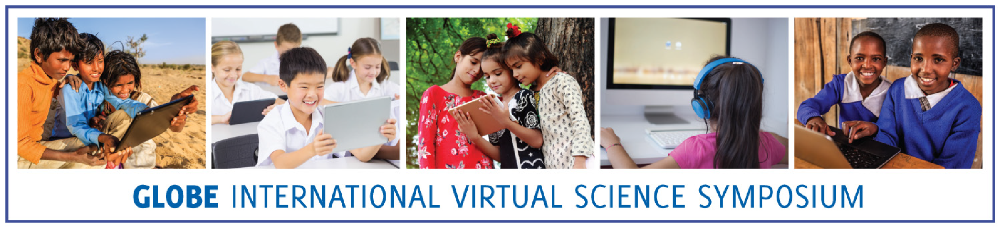 GLOBE INTERNATIONAL VIRTUAL SCIENCE SYMPOSIUM